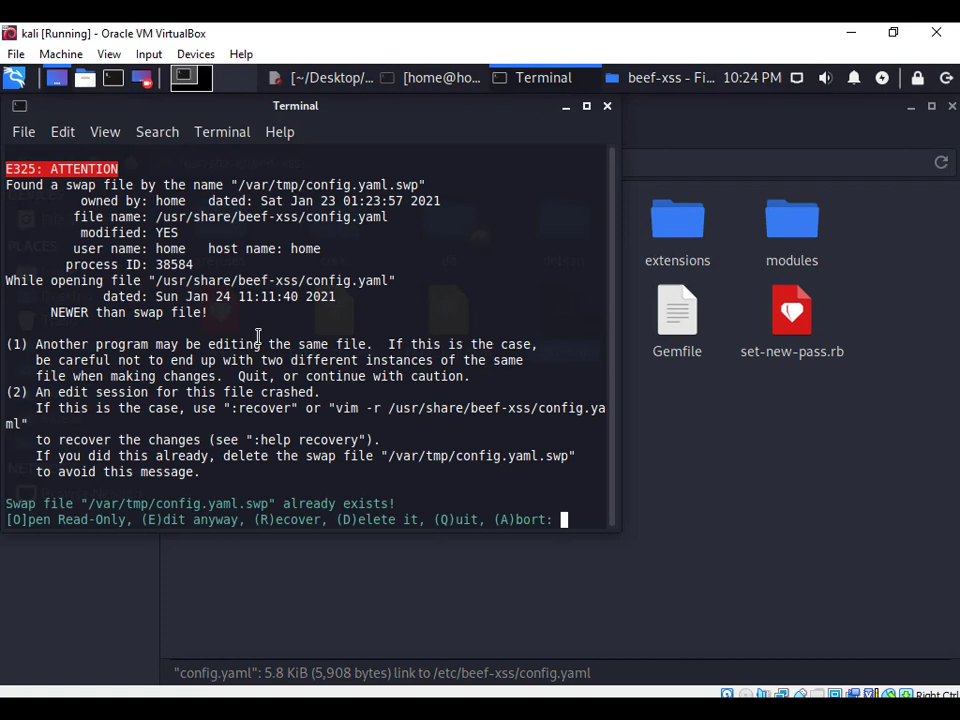 kali [Running] - Oracle VM VirtualBox
File Machine View Input Devices Help
[~/Desktop/... [home@ho... Terminal beef-xss - Fi... 10:24 PM
Terminal
File Edit View Search Terminal Help
E325: ATTENTION
Found a swap file by the name "/var/tmp/config.yaml.swp"
owned by: home dated: Sat Jan 23 01:23:57 2021
file name: /usr/share/beef-xss/config.yaml
modified: YES
user name: home host name: home
process ID: 38584
While opening file "/usr/share/beef-xss/config.yaml"
dated: Sun Jan 24 11:11:40 2021
NEWER than swap file!
(1) Another program may be editing the same file. If this is the case,
be careful not to end up with two different instances of the same
file when making changes. Quit, or continue with caution.
(2) An edit session for this file crashed.
If this is the case, use ":recover" or "vim -r /usr/share/beef-xss/config.ya
ml"
to recover the changes (see ":help recovery").
If you did this already, delete the swap file "/var/tmp/config.yaml.swp"
to avoid this message.
Swap file "/var/tmp/config.yaml.swp" already exists!
[O]pen Read-Only, (E)dit anyway, (R)ecover, (D)elete it, (Q)uit, (A)bort:
extensions modules
Gemfile set-new-pass.rb
"config.yaml": 5.8 KiB (5,908 bytes) link to /etc/beef-xss/config.yaml
Right Ctrl